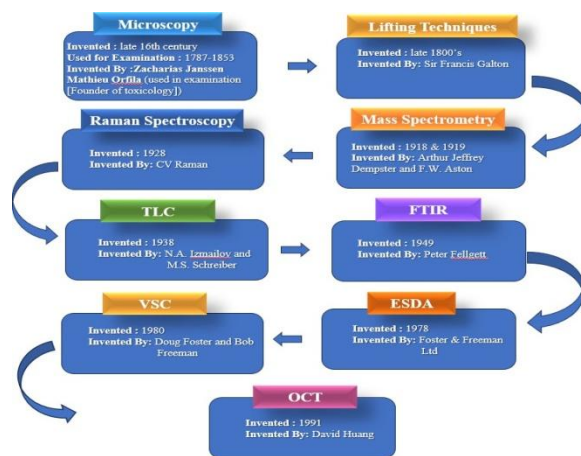 Microscopy
Invented : late 16th century
Used for Examination : 1787-1853
Invented By :Zacharias Janssen
Mathieu Orfila (used in examination
[Founder of toxicology])
Lifting Techniques
Invented : late 1800's
Invented By: Sir Francis Galton
Mass Spectrometry
Invented : 1918 & 1919
Invented By: Arthur Jeffrey
Dempster and F.W. Aston
Raman Spectroscopy
Invented : 1928
Invented By: CV Raman
TLC
Invented : 1938
Invented By: N.A. Izmailov and
M.S. Schreiber
FTIR
Invented : 1949
Invented By: Peter Fellgett
ESDA
Invented : 1978
Invented By: Foster & Freeman
Ltd
VSC
Invented : 1980
Invented By: Doug Foster and Bob
Freeman
OCT
Invented : 1991
Invented By: David Huang